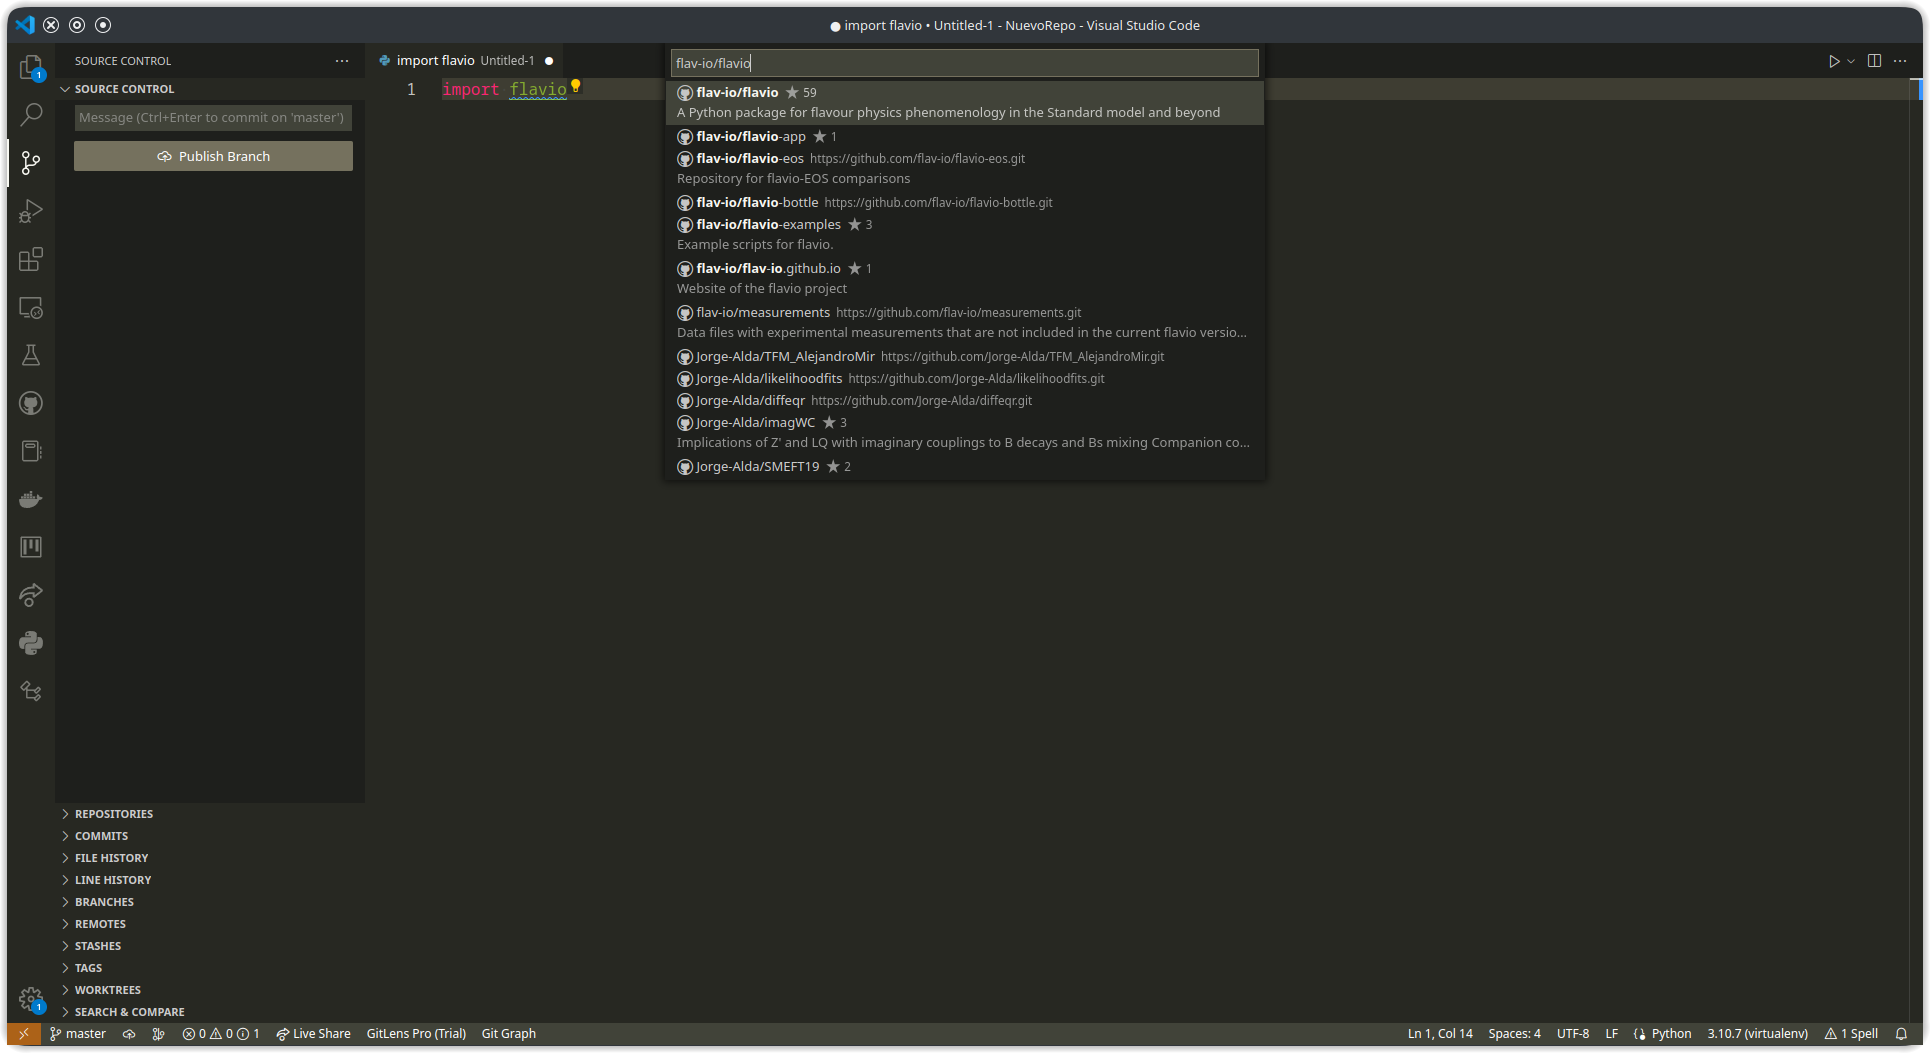 ● import flavio • Untitled-1 - NuevoRepo - Visual Studio Code
SOURCE CONTROL ···
SOURCE CONTROL
Message (Ctrl+Enter to commit on 'master')
Publish Branch
import flavio Untitled-1 ●
1 import flavio
flav-io/flavio
flav-io/flavio ★ 59
A Python package for flavour physics phenomenology in the Standard model and beyond
flav-io/flavio-app ★ 1
flav-io/flavio-eos https://github.com/flav-io/flavio-eos.git
Repository for flavio-EOS comparisons
flav-io/flavio-bottle https://github.com/flav-io/flavio-bottle.git
flav-io/flavio-examples ★ 3
Example scripts for flavio.
flav-io/flav-io.github.io ★ 1
Website of the flavio project
flav-io/measurements https://github.com/flav-io/measurements.git
Data files with experimental measurements that are not included in the current flavio versio...
Jorge-Alda/TFM_AlejandroMir https://github.com/Jorge-Alda/TFM_AlejandroMir.git
Jorge-Alda/likelihoodfits https://github.com/Jorge-Alda/likelihoodfits.git
Jorge-Alda/diffeqr https://github.com/Jorge-Alda/diffeqr.git
Jorge-Alda/imagWC ★ 3
Implications of Z' and LQ with imaginary couplings to B decays and Bs mixing Companion co...
Jorge-Alda/SMEFT19 ★ 2
REPOSITORIES
COMMITS
FILE HISTORY
LINE HISTORY
BRANCHES
REMOTES
STASHES
TAGS
WORKTREES
SEARCH & COMPARE
1
1
master 0 0 1 Live Share GitLens Pro (Trial) Git Graph Ln 1, Col 14 Spaces: 4 UTF-8 LF Python 3.10.7 (virtualenv) 1 Spell